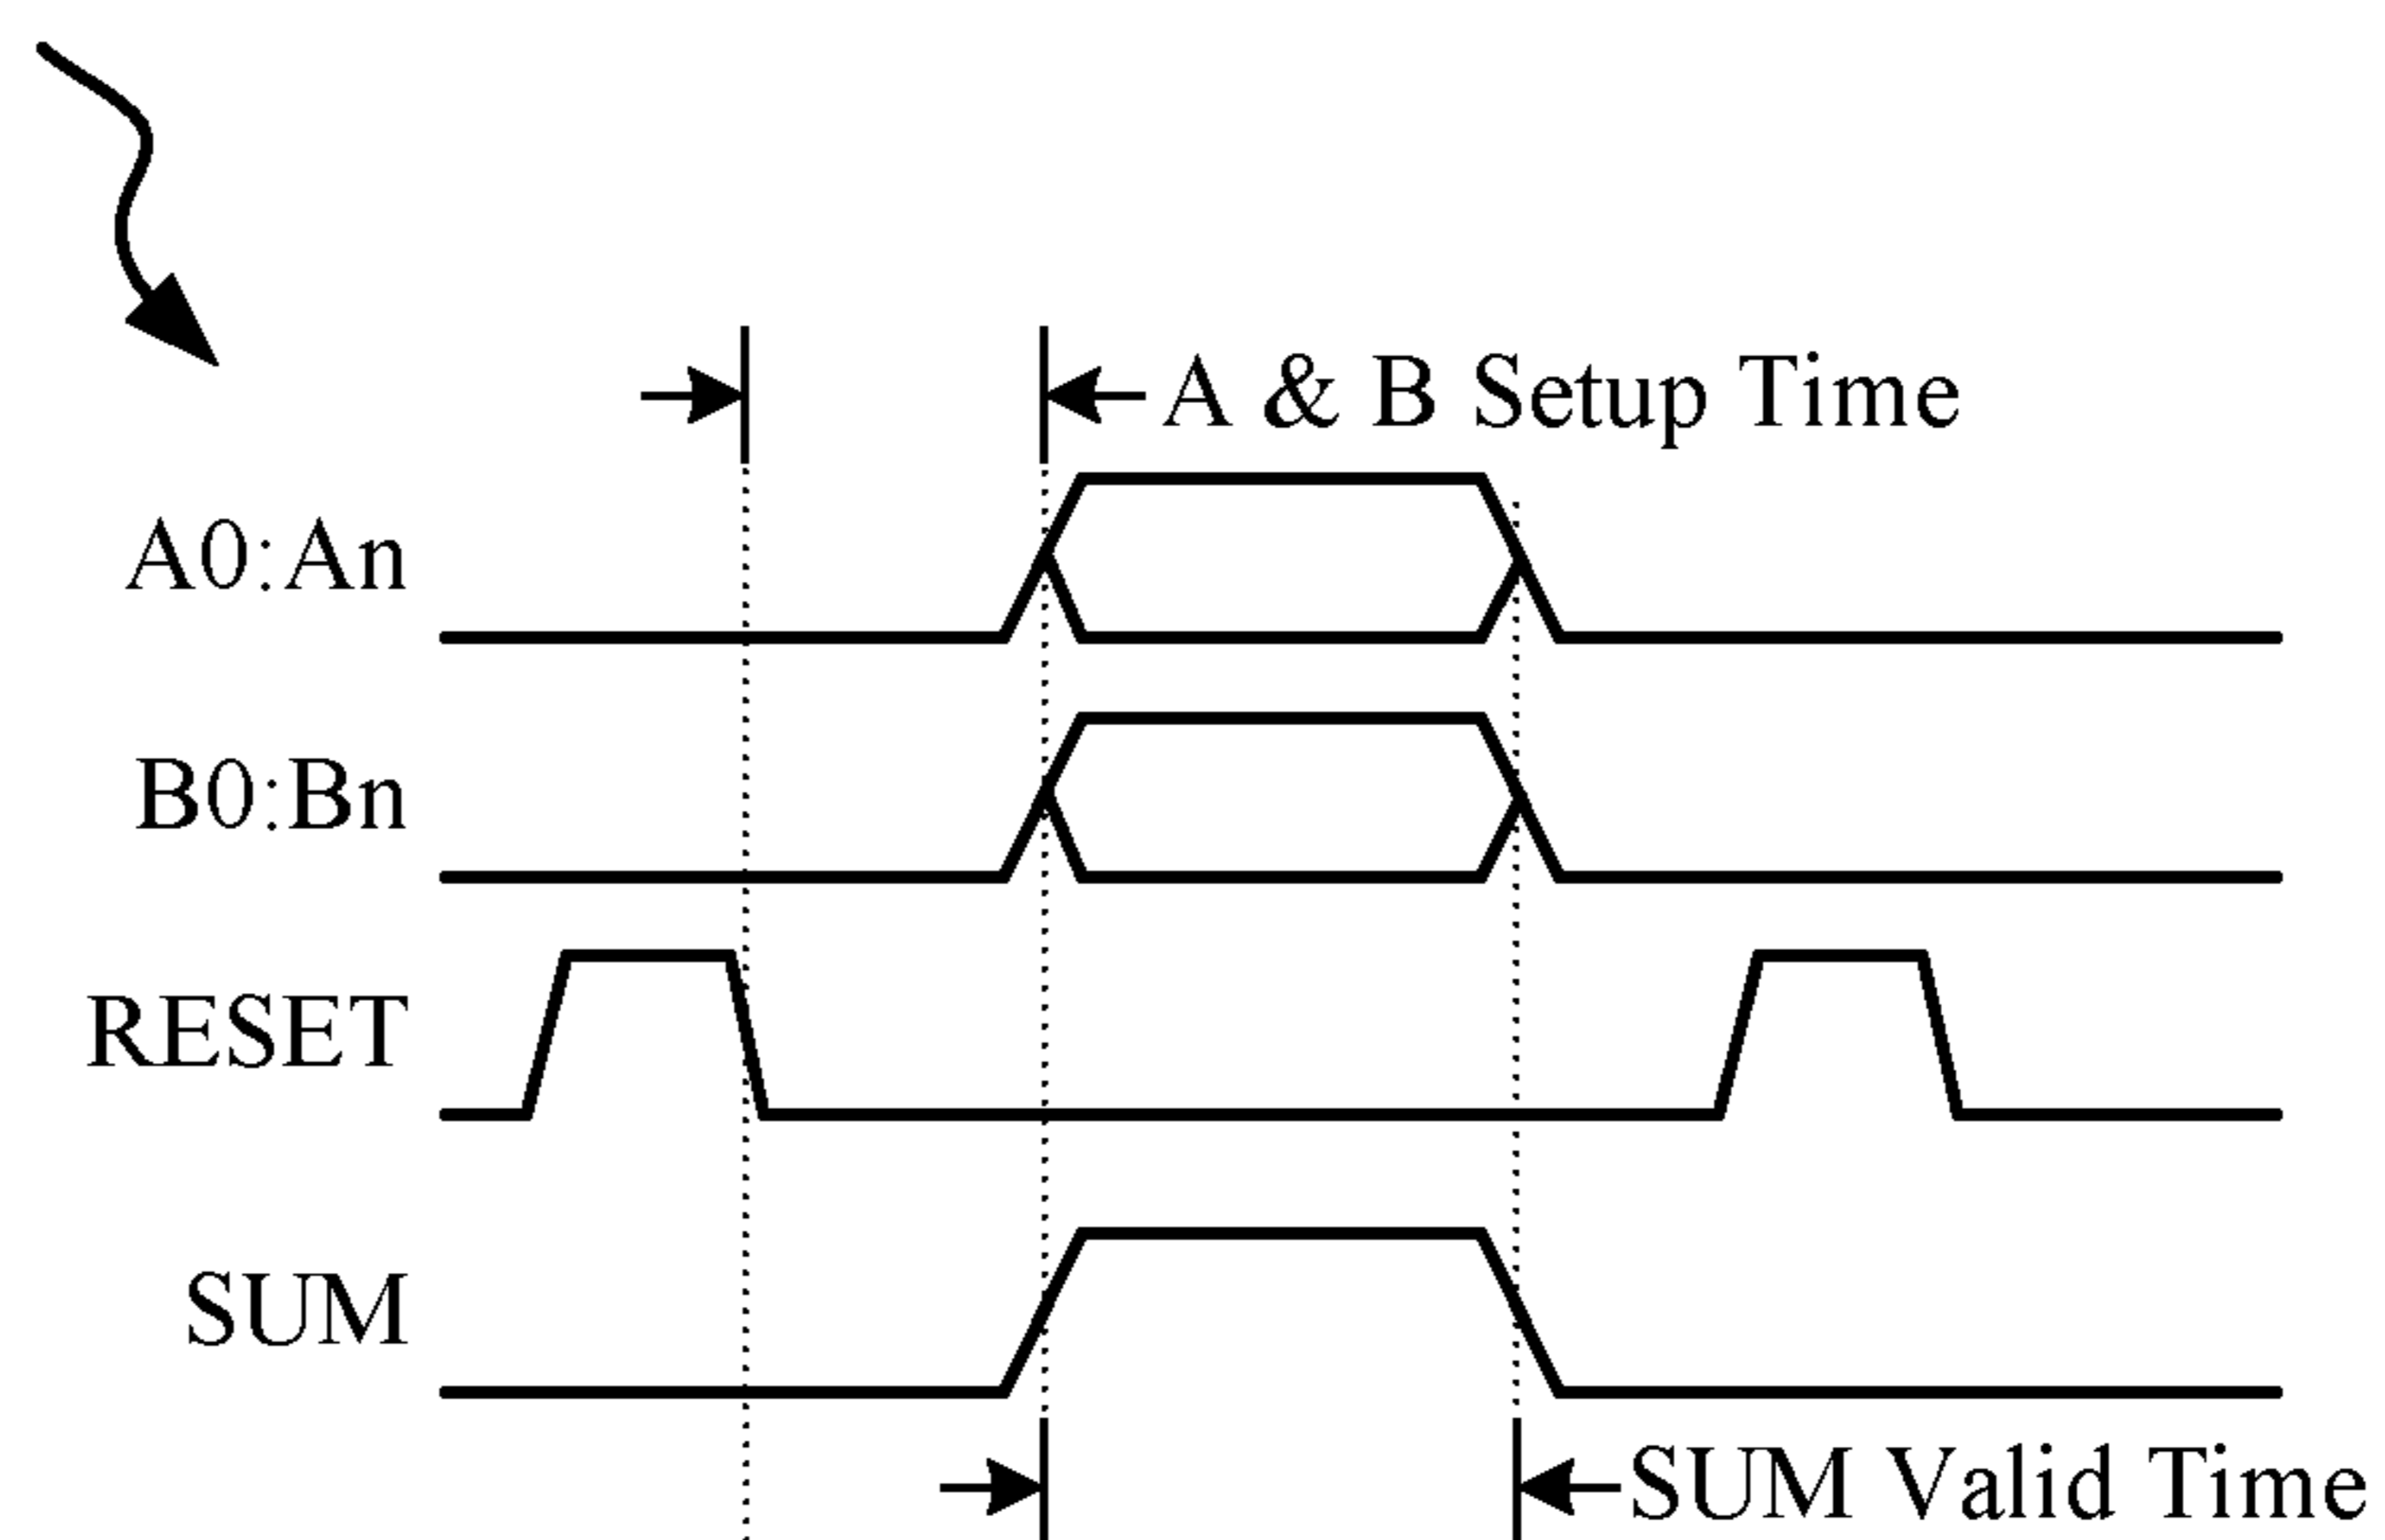 A & B Setup Time
A0:An
B0:Bn
RESET
SUM
SUM Valid Time